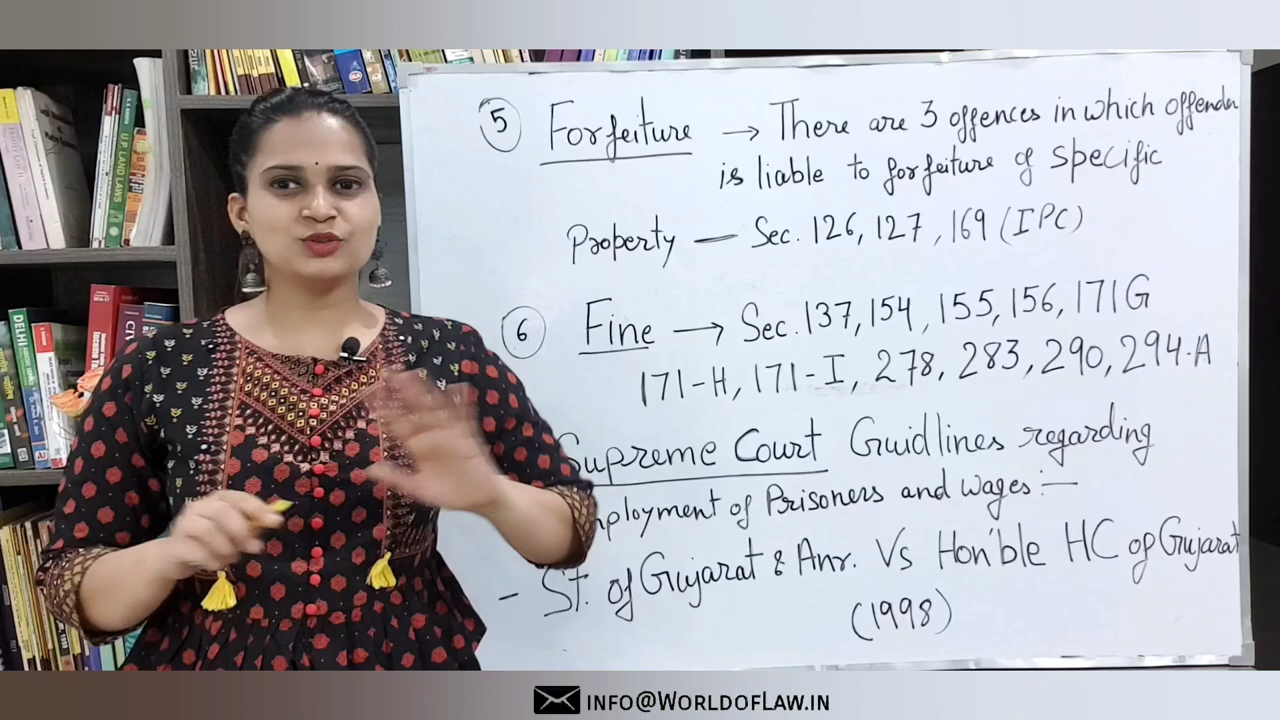 5 Forfeiture → There are 3 offences in which offender
is liable to forfeiture of specific
Property — Sec. 126, 127, 169 (IPC)
6 Fine → Sec. 137, 154, 155, 156, 171G
171-H, 171-I, 278, 283, 290, 294-A
Supreme Court Guidlines regarding
mployment of Prisoners and wages :—
- St. of Gujarat & Anr. Vs Hon'ble HC of Gujarat
(1998)
U.P. LAND LAWS
DELHI
INFO@WORLDOFLAW.IN